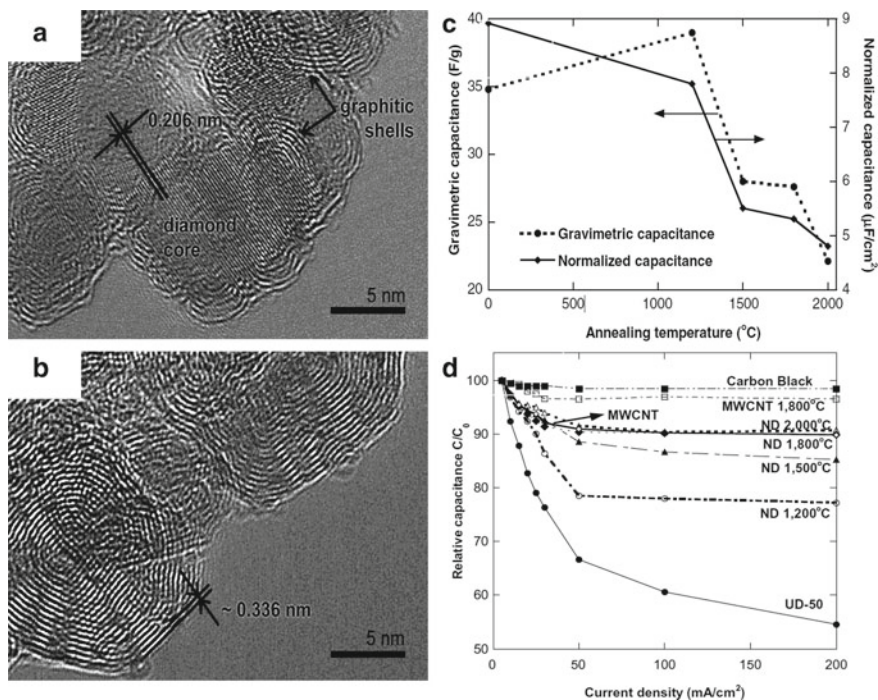 a
0.206 nm
graphitic
shells
diamond
core
5 nm
b
~ 0.336 nm
5 nm
c
Gravimetric capacitance (F/g)
40
35
30
25
20
Gravimetric capacitance
Normalized capacitance
0
500
1000
1500
2000
Annealing temperature (°C)
9
8
7
6
5
4
Normalized capacitance (µF/cm²)
d
Relative capacitance C/C₀
100
90
80
70
60
50
Carbon Black
MWCNT 1,800°C
MWCNT
ND 2,000°C
ND 1,800°C
ND 1,500°C
ND 1,200°C
UD-50
0
50
100
150
200
Current density (mA/cm²)